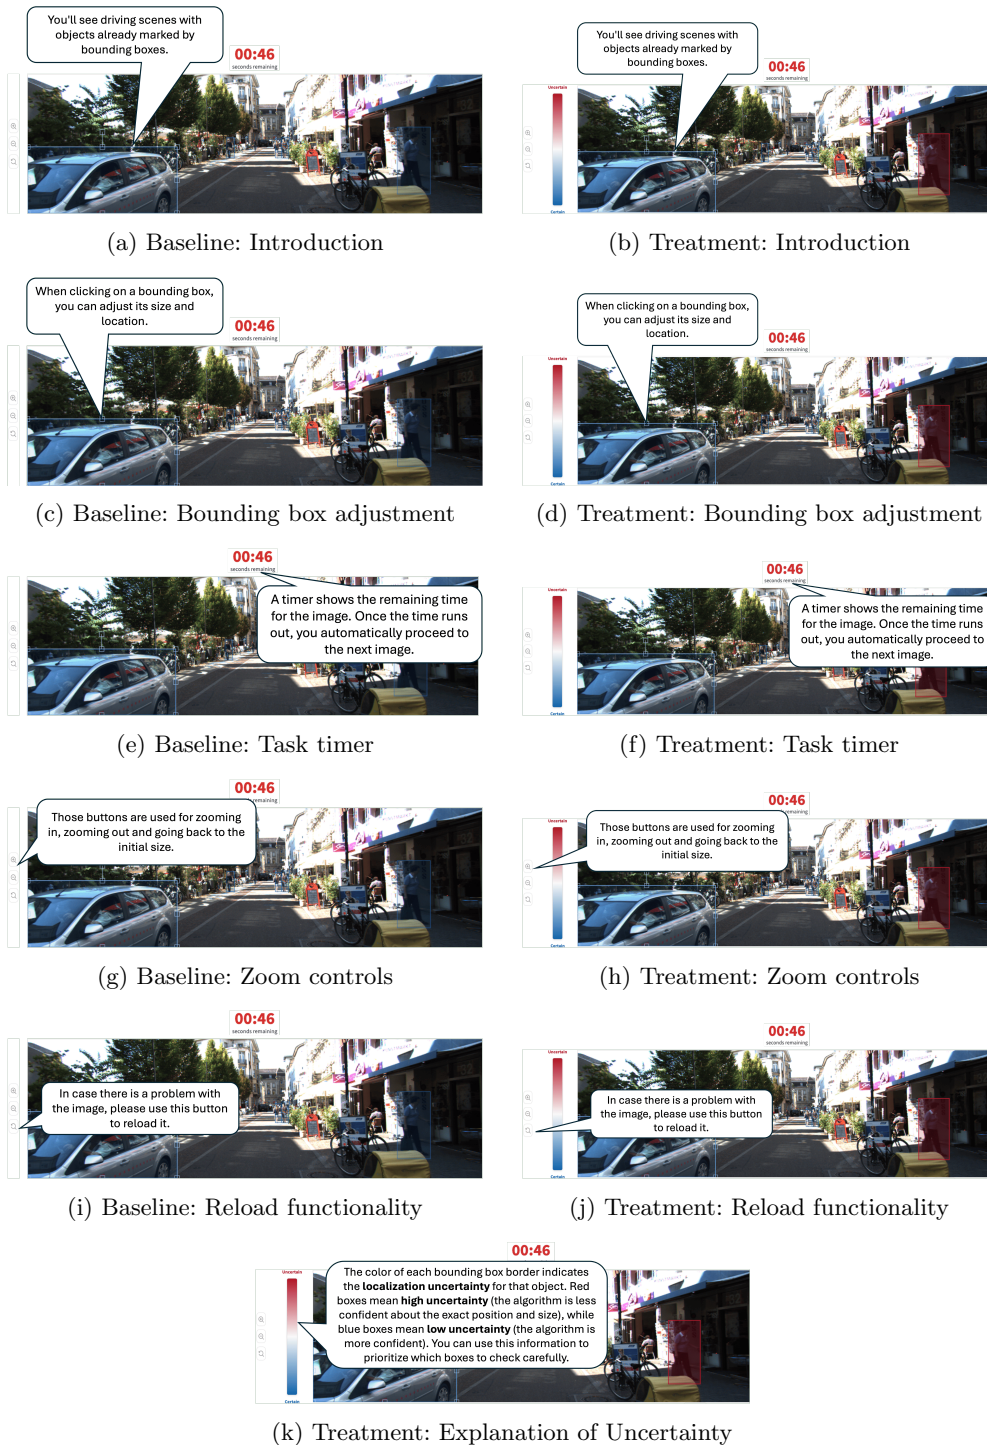 You'll see driving scenes with
objects already marked by
bounding boxes.
00:46
seconds remaining
(a) Baseline: Introduction
You'll see driving scenes with
objects already marked by
bounding boxes.
00:46
seconds remaining
Uncertain
Certain
(b) Treatment: Introduction
When clicking on a bounding box,
you can adjust its size and
location.
00:46
seconds remaining
(c) Baseline: Bounding box adjustment
When clicking on a bounding box,
you can adjust its size and
location.
00:46
seconds remaining
Uncertain
Certain
(d) Treatment: Bounding box adjustment
00:46
seconds remaining
A timer shows the remaining time
for the image. Once the time runs
out, you automatically proceed to
the next image.
(e) Baseline: Task timer
00:46
seconds remaining
Uncertain
A timer shows the remaining time
for the image. Once the time runs
out, you automatically proceed to
the next image.
Certain
(f) Treatment: Task timer
00:46
remaining
Those buttons are used for zooming
in, zooming out and going back to the
initial size.
(g) Baseline: Zoom controls
00:46
seconds remaining
Uncertain
Those buttons are used for zooming
in, zooming out and going back to the
initial size.
Certain
(h) Treatment: Zoom controls
00:46
seconds remaining
In case there is a problem with
the image, please use this button
to reload it.
(i) Baseline: Reload functionality
00:46
seconds remaining
Uncertain
In case there is a problem with
the image, please use this button
to reload it.
Certain
(j) Treatment: Reload functionality
00:46
Uncertain
The color of each bounding box border indicates
the localization uncertainty for that object. Red
boxes mean high uncertainty (the algorithm is less
confident about the exact position and size), while
blue boxes mean low uncertainty (the algorithm is
more confident). You can use this information to
prioritize which boxes to check carefully.
Certain
(k) Treatment: Explanation of Uncertainty